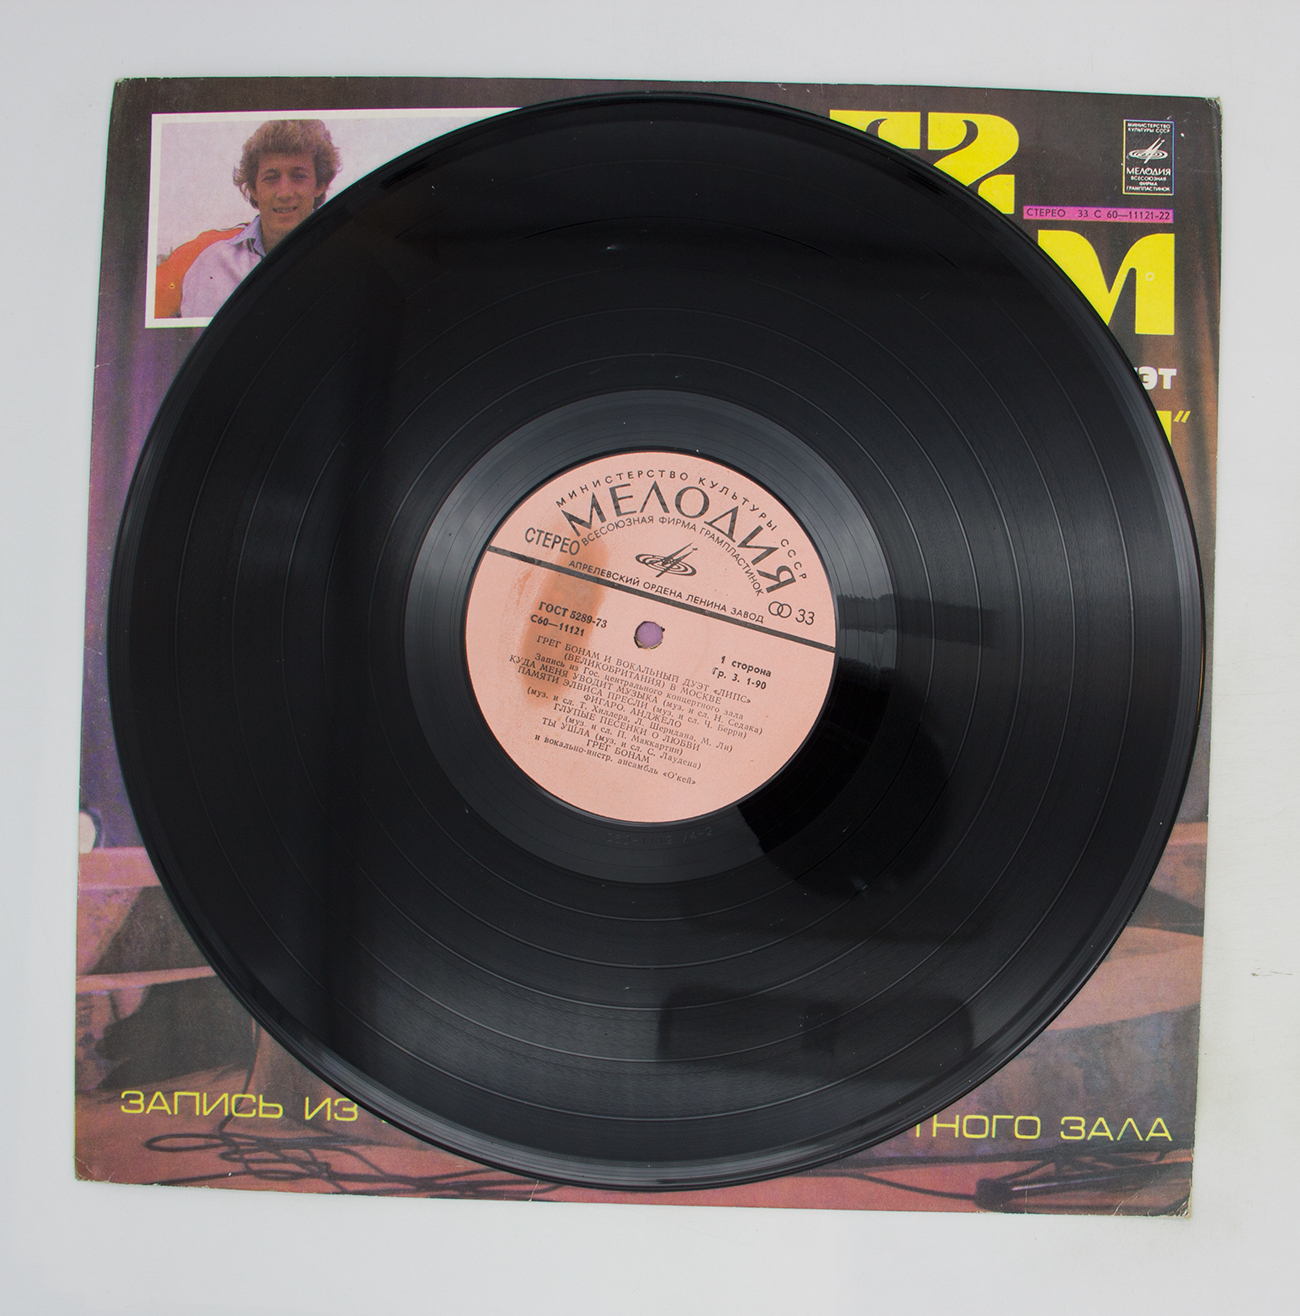 МИНИСТЕРСТВО
КУЛЬТУРЫ СССР
МЕЛОДИЯ
ВСЕСОЮЗНАЯ
ФИРМА
ГРАМПЛАСТИНОК
СТЕРЕО 33 С 60—11121-22
М
ЭТ
МИНИСТЕРСТВО КУЛЬТУРЫ СССР
МЕЛОДИЯ
ВСЕСОЮЗНАЯ ФИРМА ГРАМПЛАСТИНОК
СТЕРЕО
АПРЕЛЕВСКИЙ ОРДЕНА ЛЕНИНА ЗАВОД
33
ГОСТ 5289-73
С60—11121
1 сторона
Гр. 3. 1-90
ГРЕГ БОНАМ И ВОКАЛЬНЫЙ ДУЭТ «ЛИПС»
(ВЕЛИКОБРИТАНИЯ) В МОСКВЕ
Запись из Гос. центрального концертного зала
КУДА МЕНЯ УВОДИТ МУЗЫКА (муз. и сл. Н. Седака)
ПАМЯТИ ЭЛВИСА ПРЕСЛИ (муз. и сл. Ч. Берри)
ФИГАРО, АНДЖЕЛО
(муз. и сл. Т. Хиллера, Л. Шеридана, М. Ли)
ГЛУПЫЕ ПЕСЕНКИ О ЛЮБВИ
(муз. и сл. П. Маккартни)
ТЫ УШЛА (муз. и сл. С. Лаудена)
ГРЕГ БОНАМ
и вокально-инстр. ансамбль «О'кей»
ЗАПИСЬ ИЗ
ТНОГО ЗАЛА